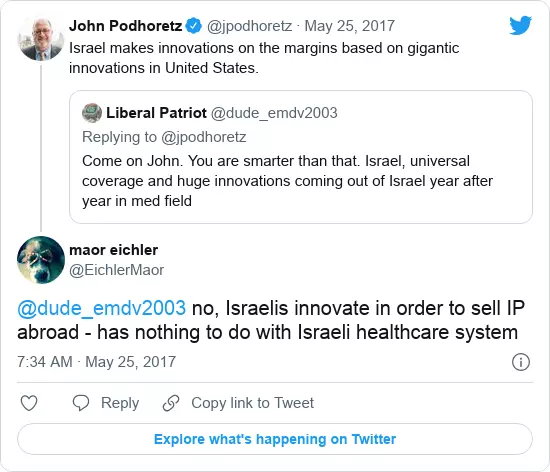 John Podhoretz @jpodhoretz · May 25, 2017
Israel makes innovations on the margins based on gigantic
innovations in United States.
Liberal Patriot @dude_emdv2003
Replying to @jpodhoretz
Come on John. You are smarter than that. Israel, universal
coverage and huge innovations coming out of Israel year after
year in med field
maor eichler
@EichlerMaor
@dude_emdv2003 no, Israelis innovate in order to sell IP
abroad - has nothing to do with Israeli healthcare system
7:34 AM · May 25, 2017
Reply Copy link to Tweet
Explore what's happening on Twitter